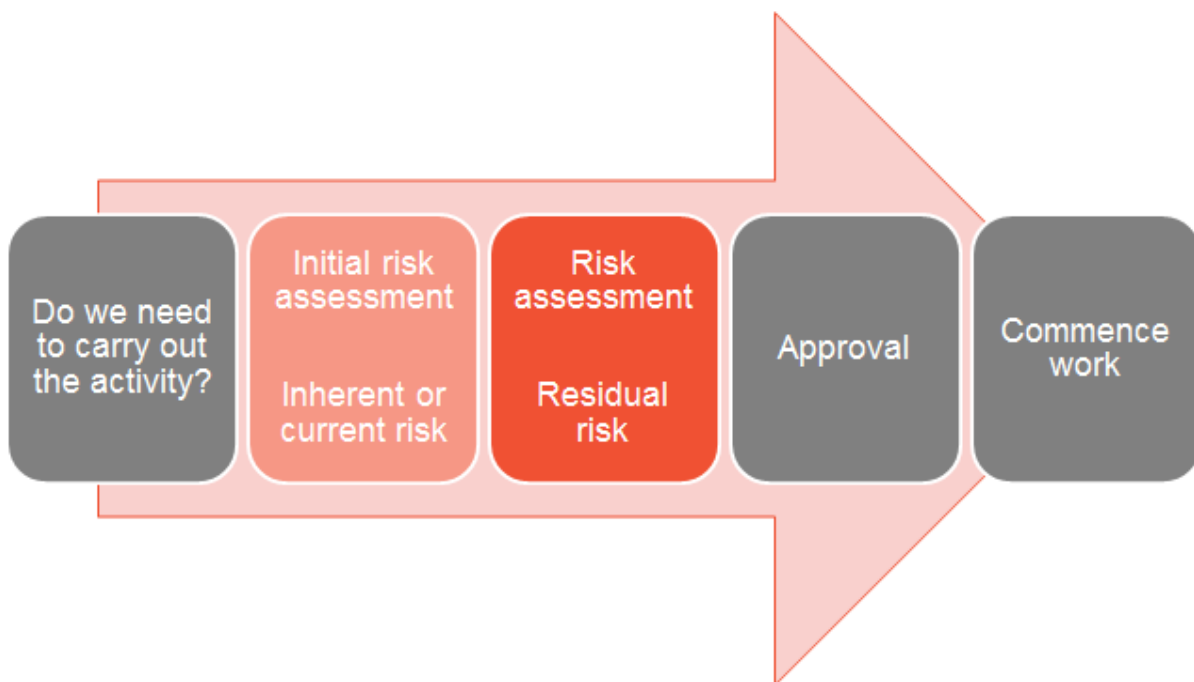 Do we need
to carry out
the activity?
Initial risk
assessment
Inherent or
current risk
Risk
assessment
Residual
risk
Approval
Commence
work